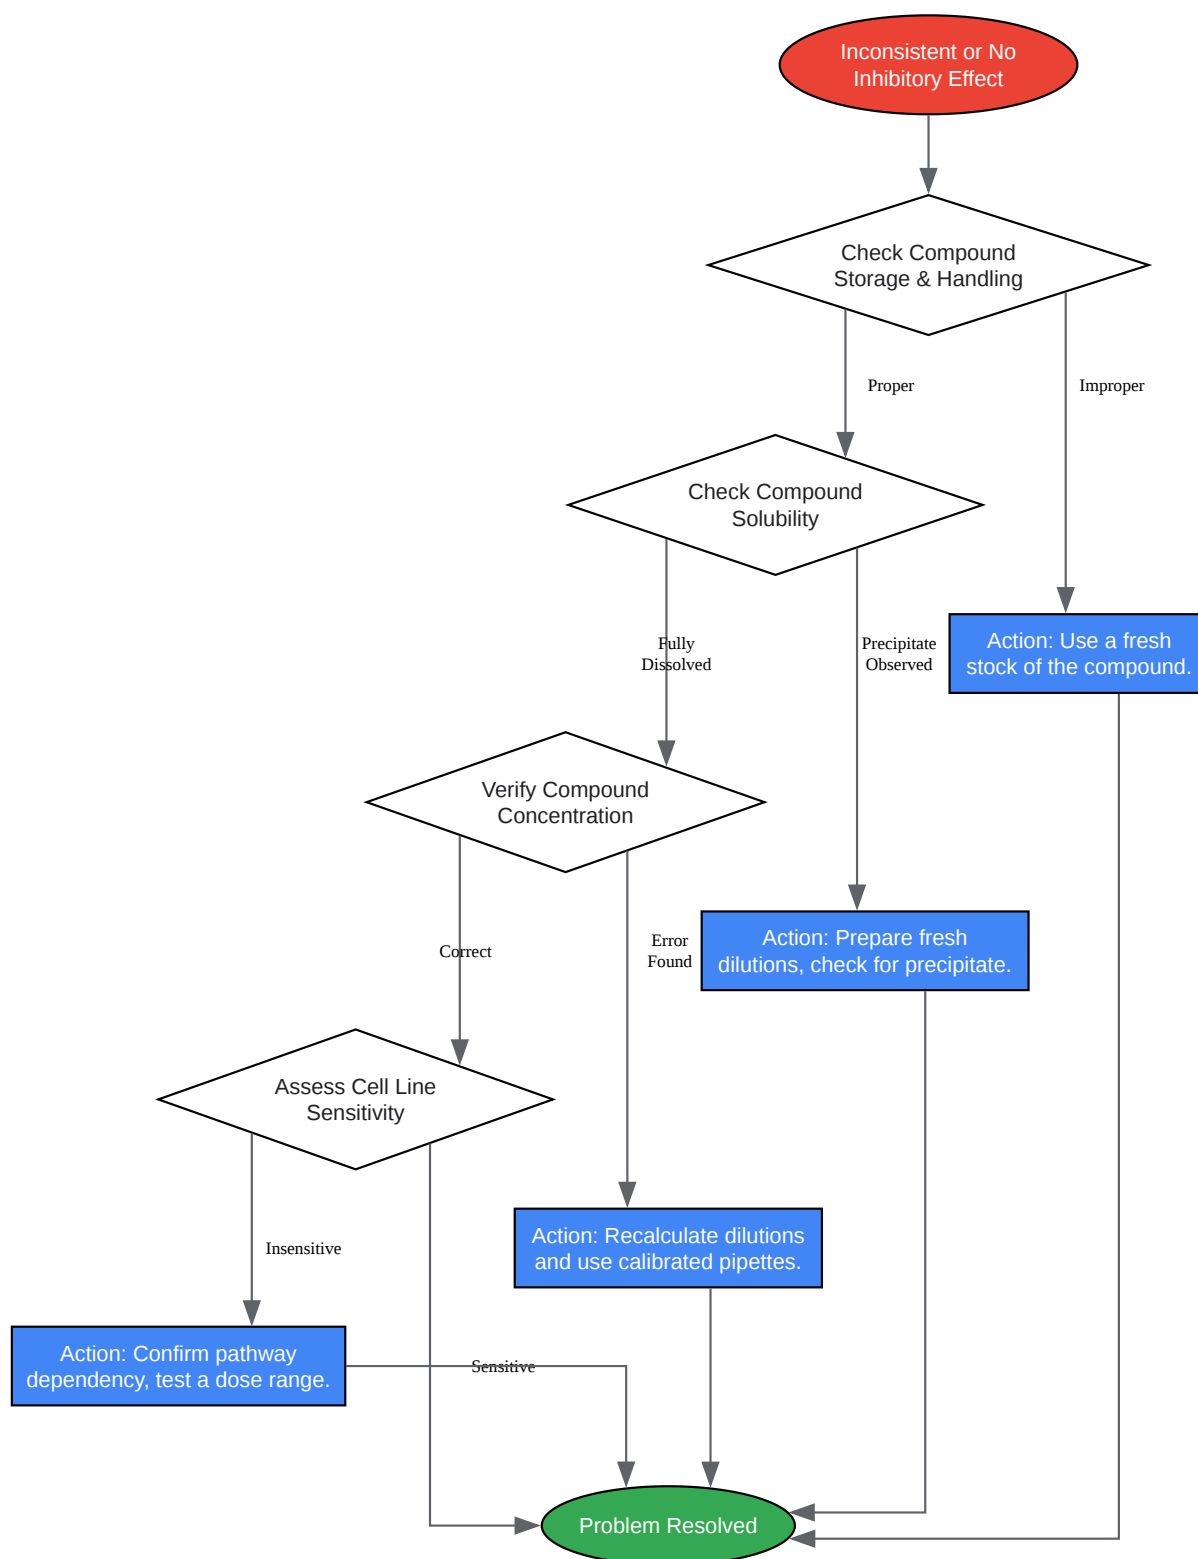 Inconsistent or No
Inhibitory Effect
Check Compound
Storage & Handling
Proper
Improper
Check Compound
Solubility
Fully
Dissolved
Precipitate
Observed
Action: Use a fresh
stock of the compound.
Verify Compound
Concentration
Correct
Error
Found
Action: Prepare fresh
dilutions, check for precipitate.
Assess Cell Line
Sensitivity
Insensitive
Action: Recalculate dilutions
and use calibrated pipettes.
Action: Confirm pathway
dependency, test a dose range.
Sensitive
Problem Resolved